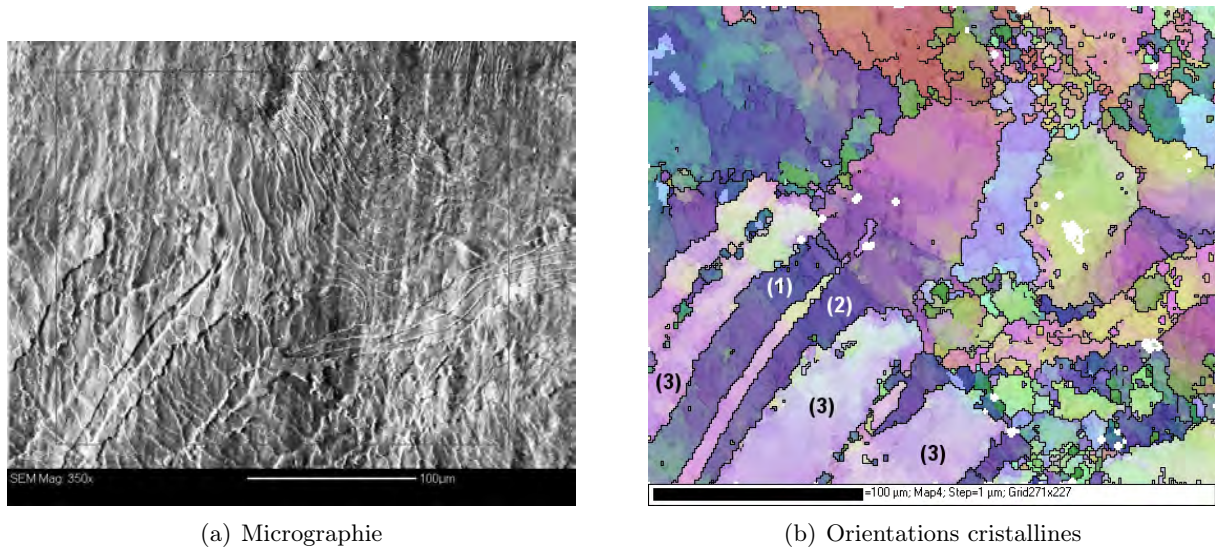 SEM Mag: 350x
100µm
(1)
(2)
(3)
(3)
(3)
=100 µm; Map4; Step=1 µm; Grid271x227
(a) Micrographie
(b) Orientations cristallines